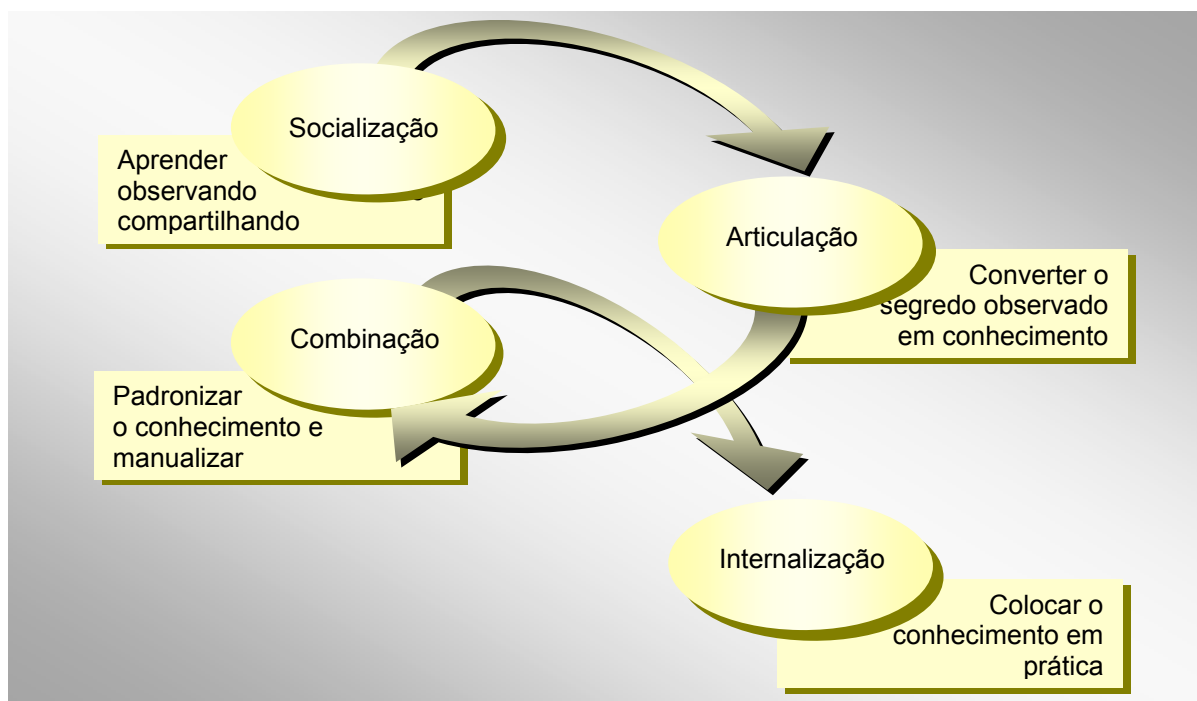 Socialização
Aprender
observando
compartilhando
Articulação
Converter o
segredo observado
em conhecimento
Combinação
Padronizar
o conhecimento e
manualizar
Internalização
Colocar o
conhecimento em
prática